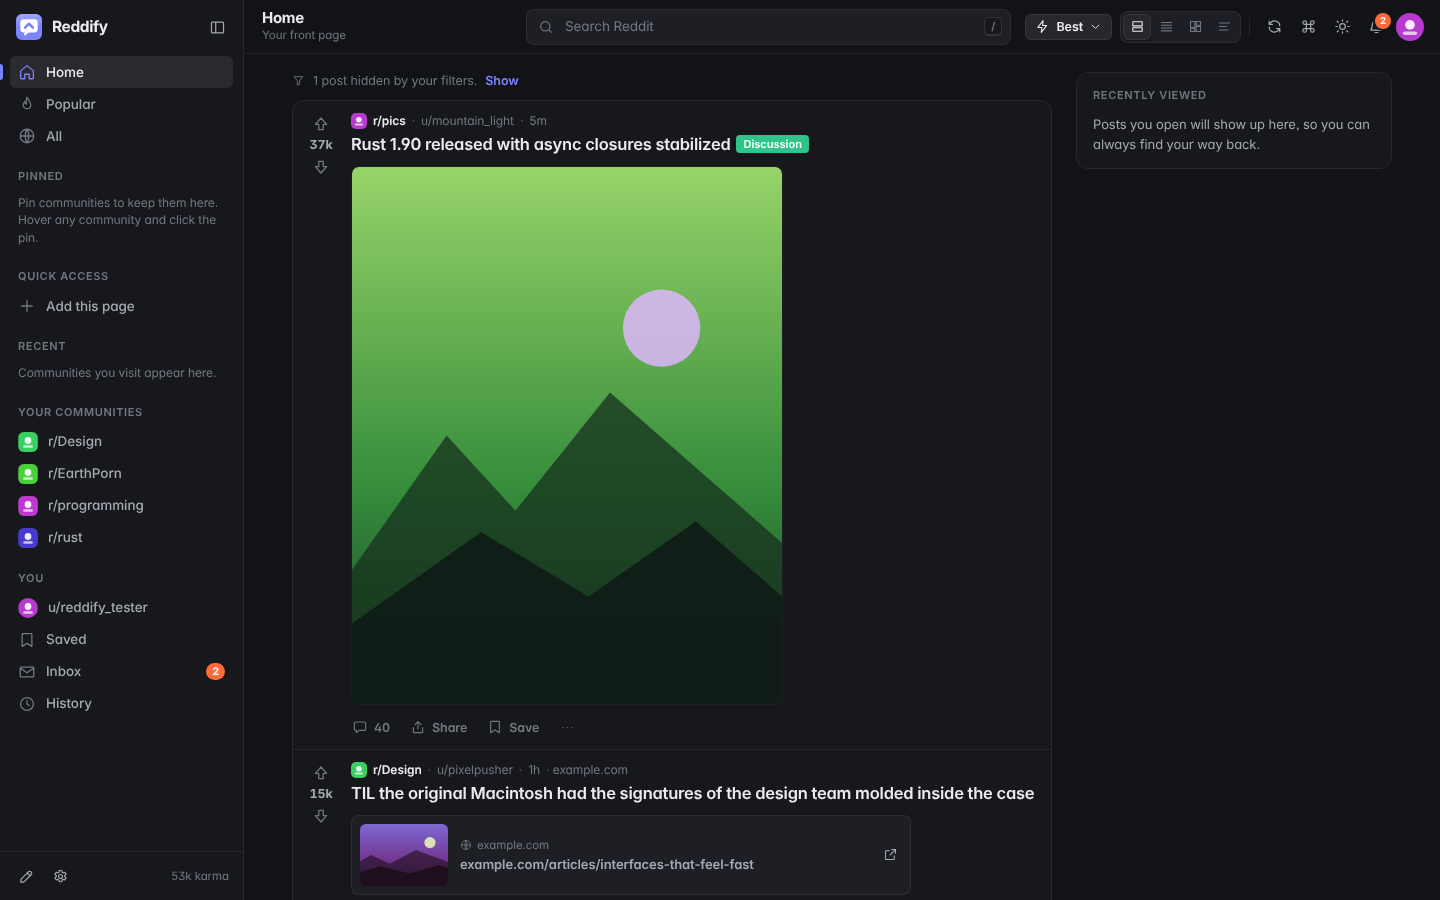 Reddify
Home
Popular
All
PINNED
Pin communities to keep them here.
Hover any community and click the
pin.
QUICK ACCESS
Add this page
RECENT
Communities you visit appear here.
YOUR COMMUNITIES
r/Design
r/EarthPorn
r/programming
r/rust
YOU
u/reddify_tester
Saved
Inbox 2
History
53k karma
Home
Your front page
Search Reddit /
Best
2
1 post hidden by your filters. Show
r/pics · u/mountain_light · 5m
37k
Rust 1.90 released with async closures stabilized Discussion
40 Share Save ···
r/Design · u/pixelpusher · 1h · example.com
15k
TIL the original Macintosh had the signatures of the design team molded inside the case
example.com
example.com/articles/interfaces-that-feel-fast
RECENTLY VIEWED
Posts you open will show up here, so you can
always find your way back.